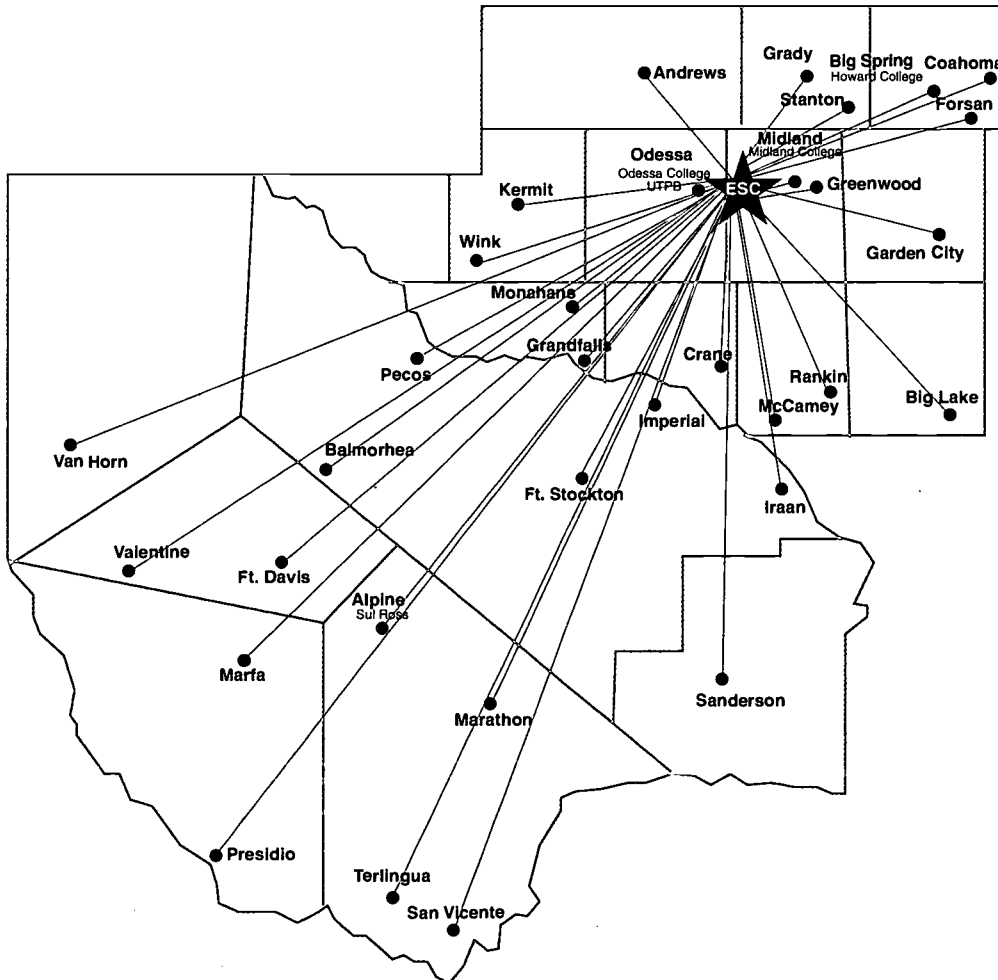 Grady
Big Spring
Howard College
Coahoma
Andrews
Stanton
Forsan
Midland
Midland College
Odessa
Odessa College
UTPB
ESC
Greenwood
Kermit
Wink
Garden City
Monahans
Grandfalls
Crane
Pecos
Rankin
McCamey
Big Lake
Imperial
Van Horn
Balmorhea
Ft. Stockton
Iraan
Valentine
Ft. Davis
Alpine
Sul Ross
Marfa
Sanderson
Marathon
Presidio
Terlingua
San Vicente